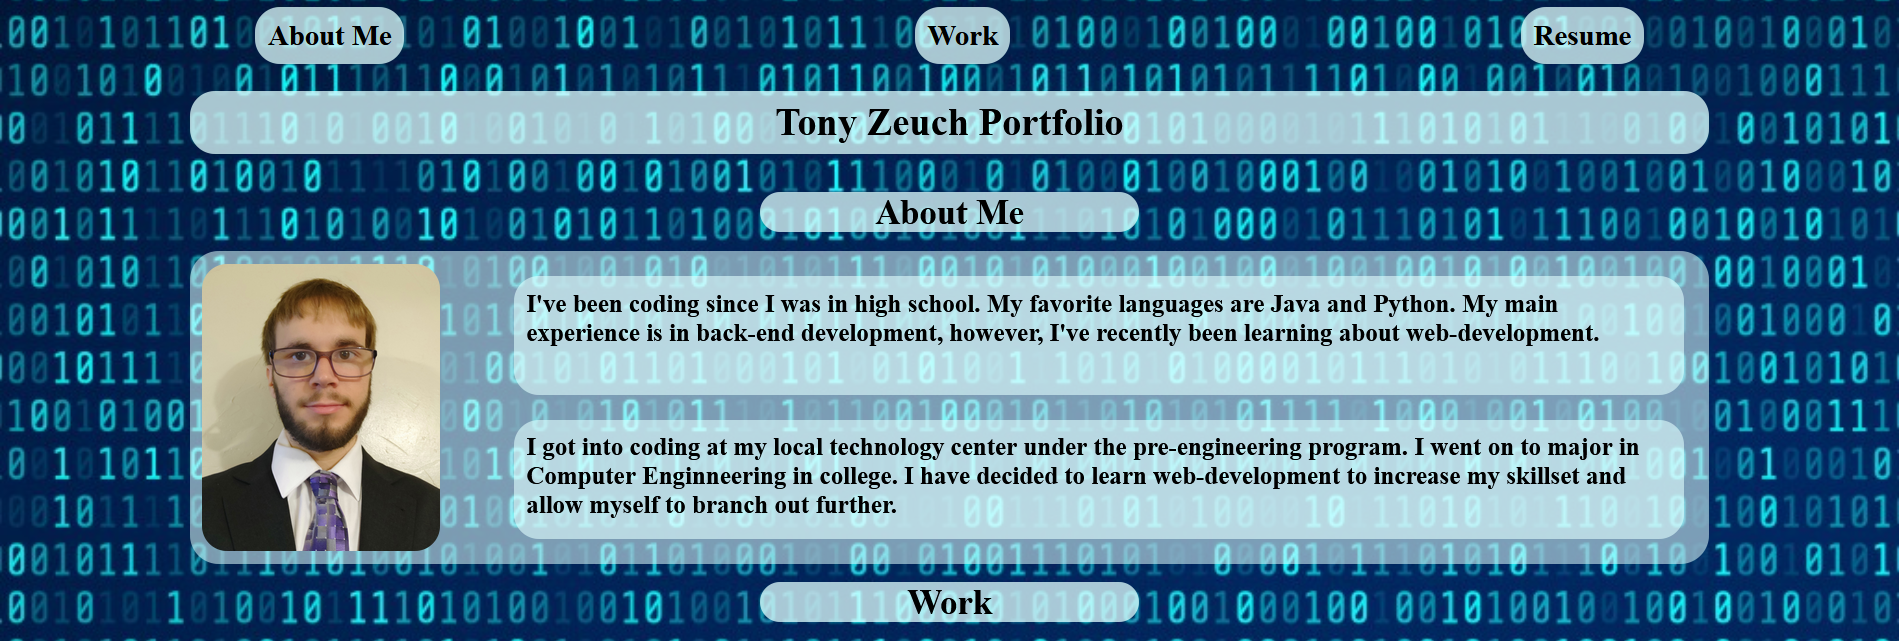 About Me
Work
Resume
Tony Zeuch Portfolio
About Me
I've been coding since I was in high school. My favorite languages are Java and Python. My main
experience is in back-end development, however, I've recently been learning about web-development.
I got into coding at my local technology center under the pre-engineering program. I went on to major in
Computer Enginneering in college. I have decided to learn web-development to increase my skillset and
allow myself to branch out further.
Work